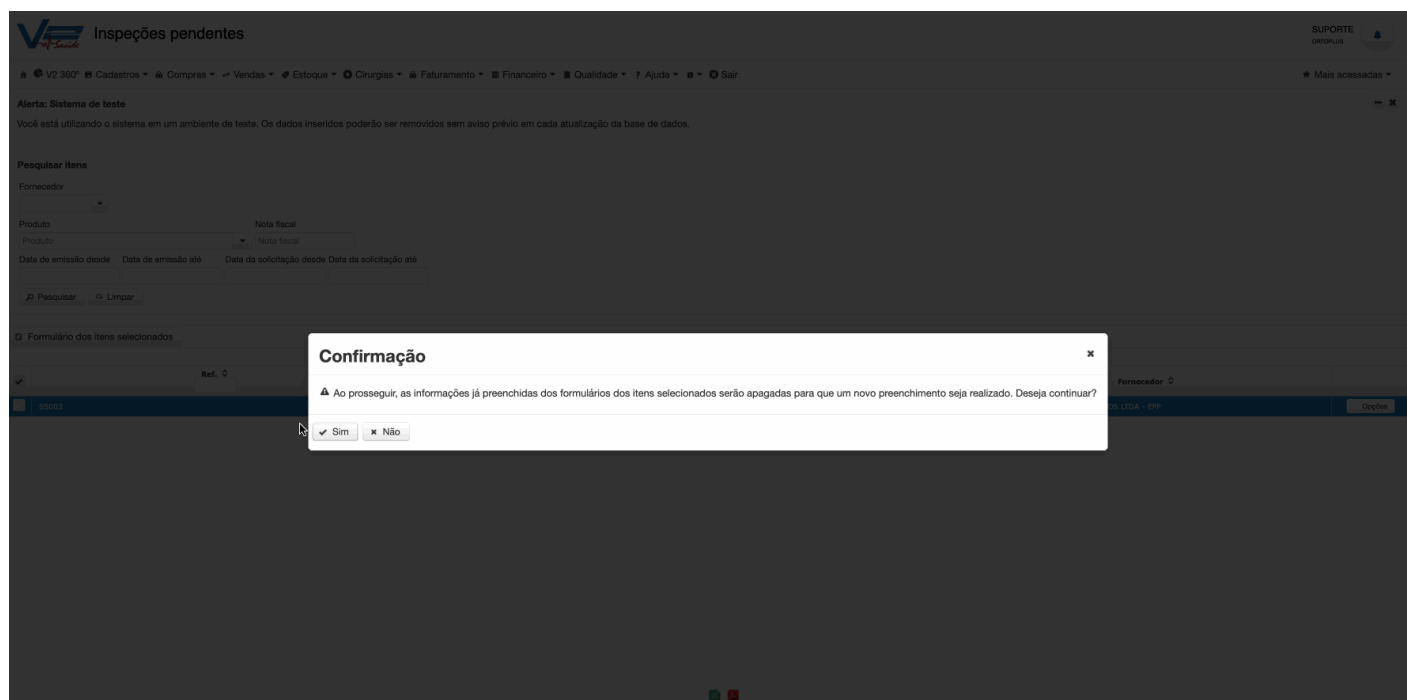 V2 Saúde
Inspeções pendentes
SUPORTE
ORTOPLUS
V2 360º Cadastros Compras Vendas Estoque Cirurgias Faturamento Financeiro Qualidade ? Ajuda Sair Mais acessadas
Alerta: Sistema de teste
Você está utilizando o sistema em um ambiente de teste. Os dados inseridos poderão ser removidos sem aviso prévio em cada atualização da base de dados.
Pesquisar itens
Fornecedor
Produto Nota fiscal
Produto Nota fiscal
Data de emissão desde Data de emissão até Data da solicitação desde Data da solicitação até
Pesquisar Limpar
Formulário dos itens selecionados
Confirmação
Ref. Fornecedor
Ao prosseguir, as informações já preenchidas dos formulários dos itens selecionados serão apagadas para que um novo preenchimento seja realizado. Deseja continuar?
LTDA - EPP Opções
Sim Não